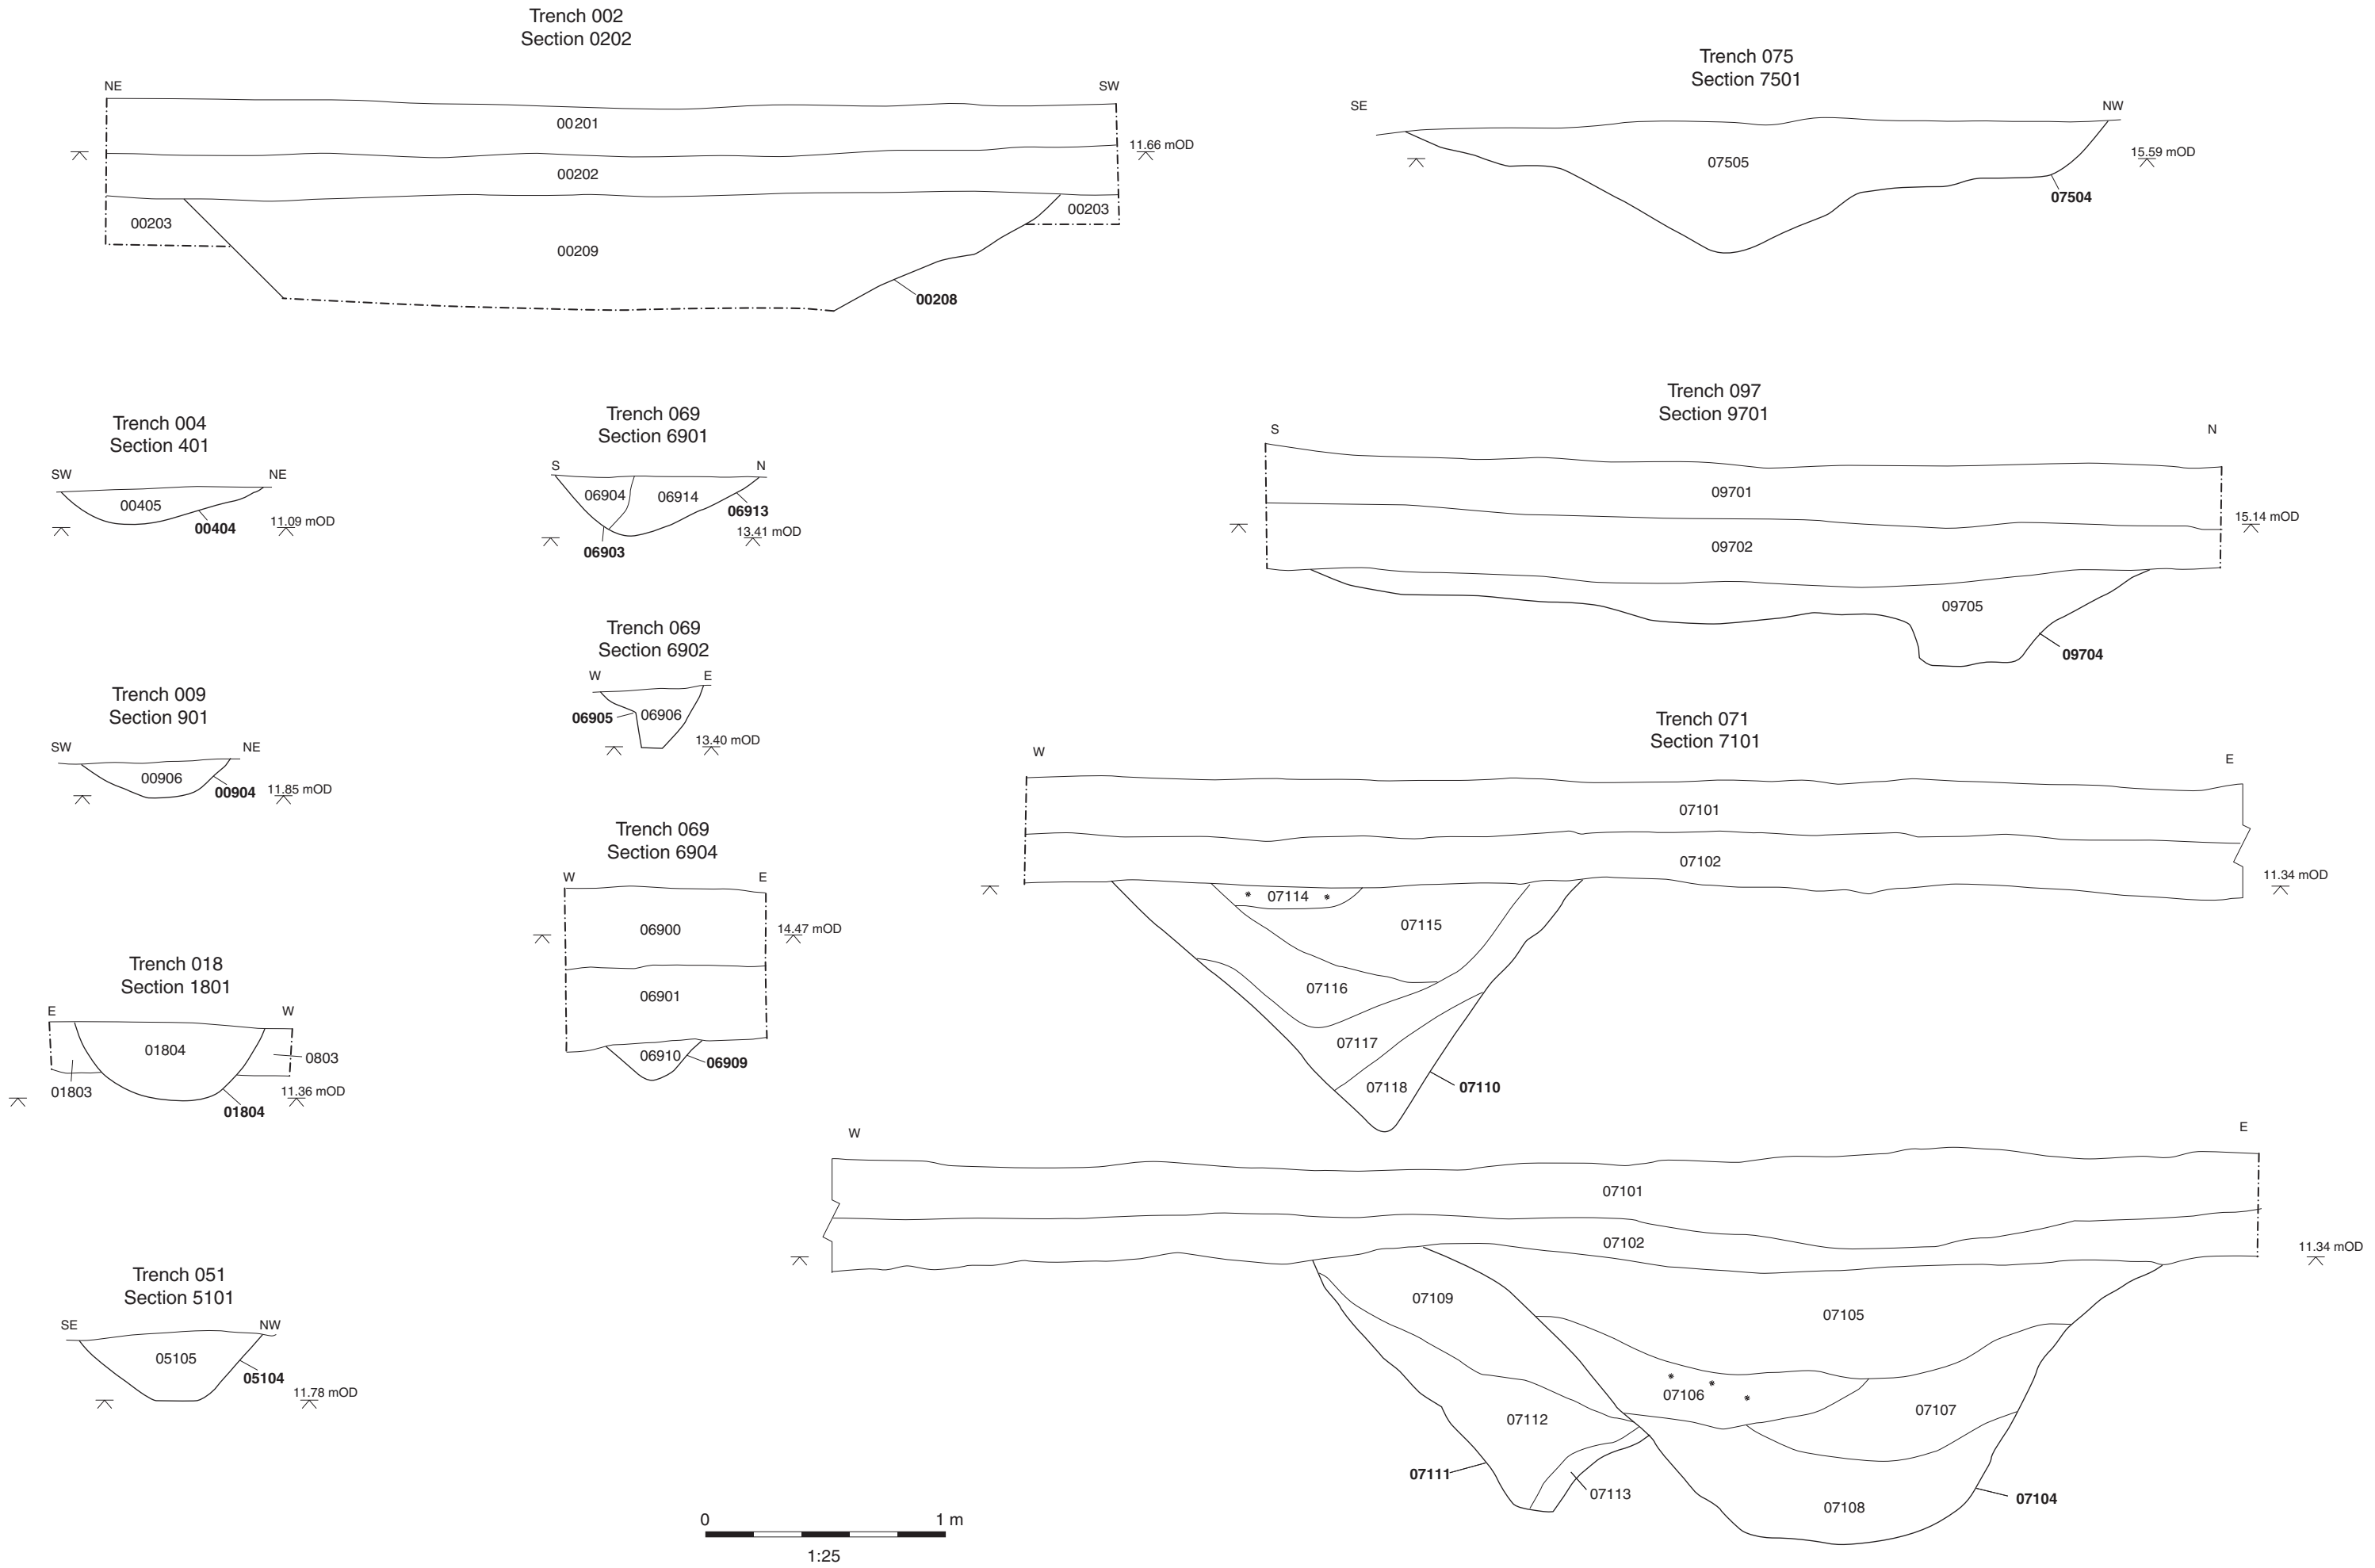 Trench 002
Section 0202
NE
SW
00201
11.66 mOD
00202
00203
00203
00209
00208
Trench 075
Section 7501
SE
NW
07505
15.59 mOD
07504
Trench 004
Section 401
SW
NE
00405
00404
11.09 mOD
Trench 069
Section 6901
S
N
06904
06914
06913
13.41 mOD
06903
Trench 097
Section 9701
S
N
09701
15.14 mOD
09702
09705
09704
Trench 069
Section 6902
W
E
06905
06906
13.40 mOD
Trench 009
Section 901
SW
NE
00906
00904
11.85 mOD
Trench 071
Section 7101
W
E
07101
07102
11.34 mOD
* 07114 *
07115
07116
07117
07118
07110
Trench 069
Section 6904
W
E
06900
14.47 mOD
06901
06910
06909
Trench 018
Section 1801
E
W
01804
0803
01803
11.36 mOD
01804
W
E
07101
07102
11.34 mOD
07109
07105
* * *
07106
07107
07112
07111
07113
07108
07104
Trench 051
Section 5101
SE
NW
05105
05104
11.78 mOD
0
1 m
1:25